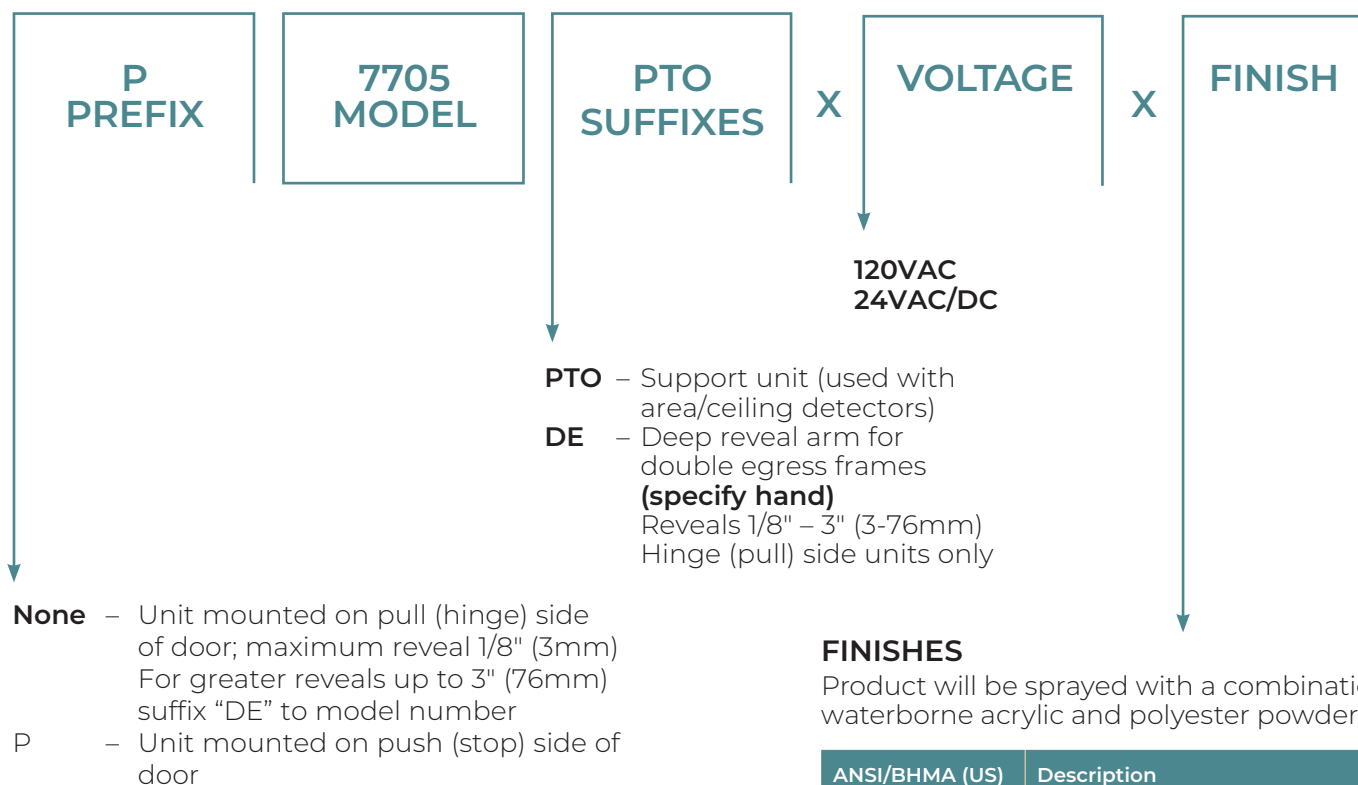 P
PREFIX
7705
MODEL
PTO
SUFFIXES
X
VOLTAGE
X
FINISH
120VAC
24VAC/DC
PTO – Support unit (used with
area/ceiling detectors)
DE – Deep reveal arm for
double egress frames
(specify hand)
Reveals 1/8" – 3" (3-76mm)
Hinge (pull) side units only
None – Unit mounted on pull (hinge) side
of door; maximum reveal 1/8" (3mm)
For greater reveals up to 3" (76mm)
suffix “DE” to model number
P – Unit mounted on push (stop) side of
door
FINISHES
Product will be sprayed with a combinati
waterborne acrylic and polyester powder
ANSI/BHMA (US) Description